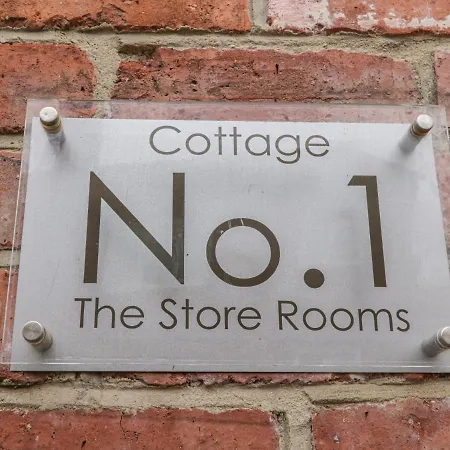 Cottage
No.1
The Store Rooms